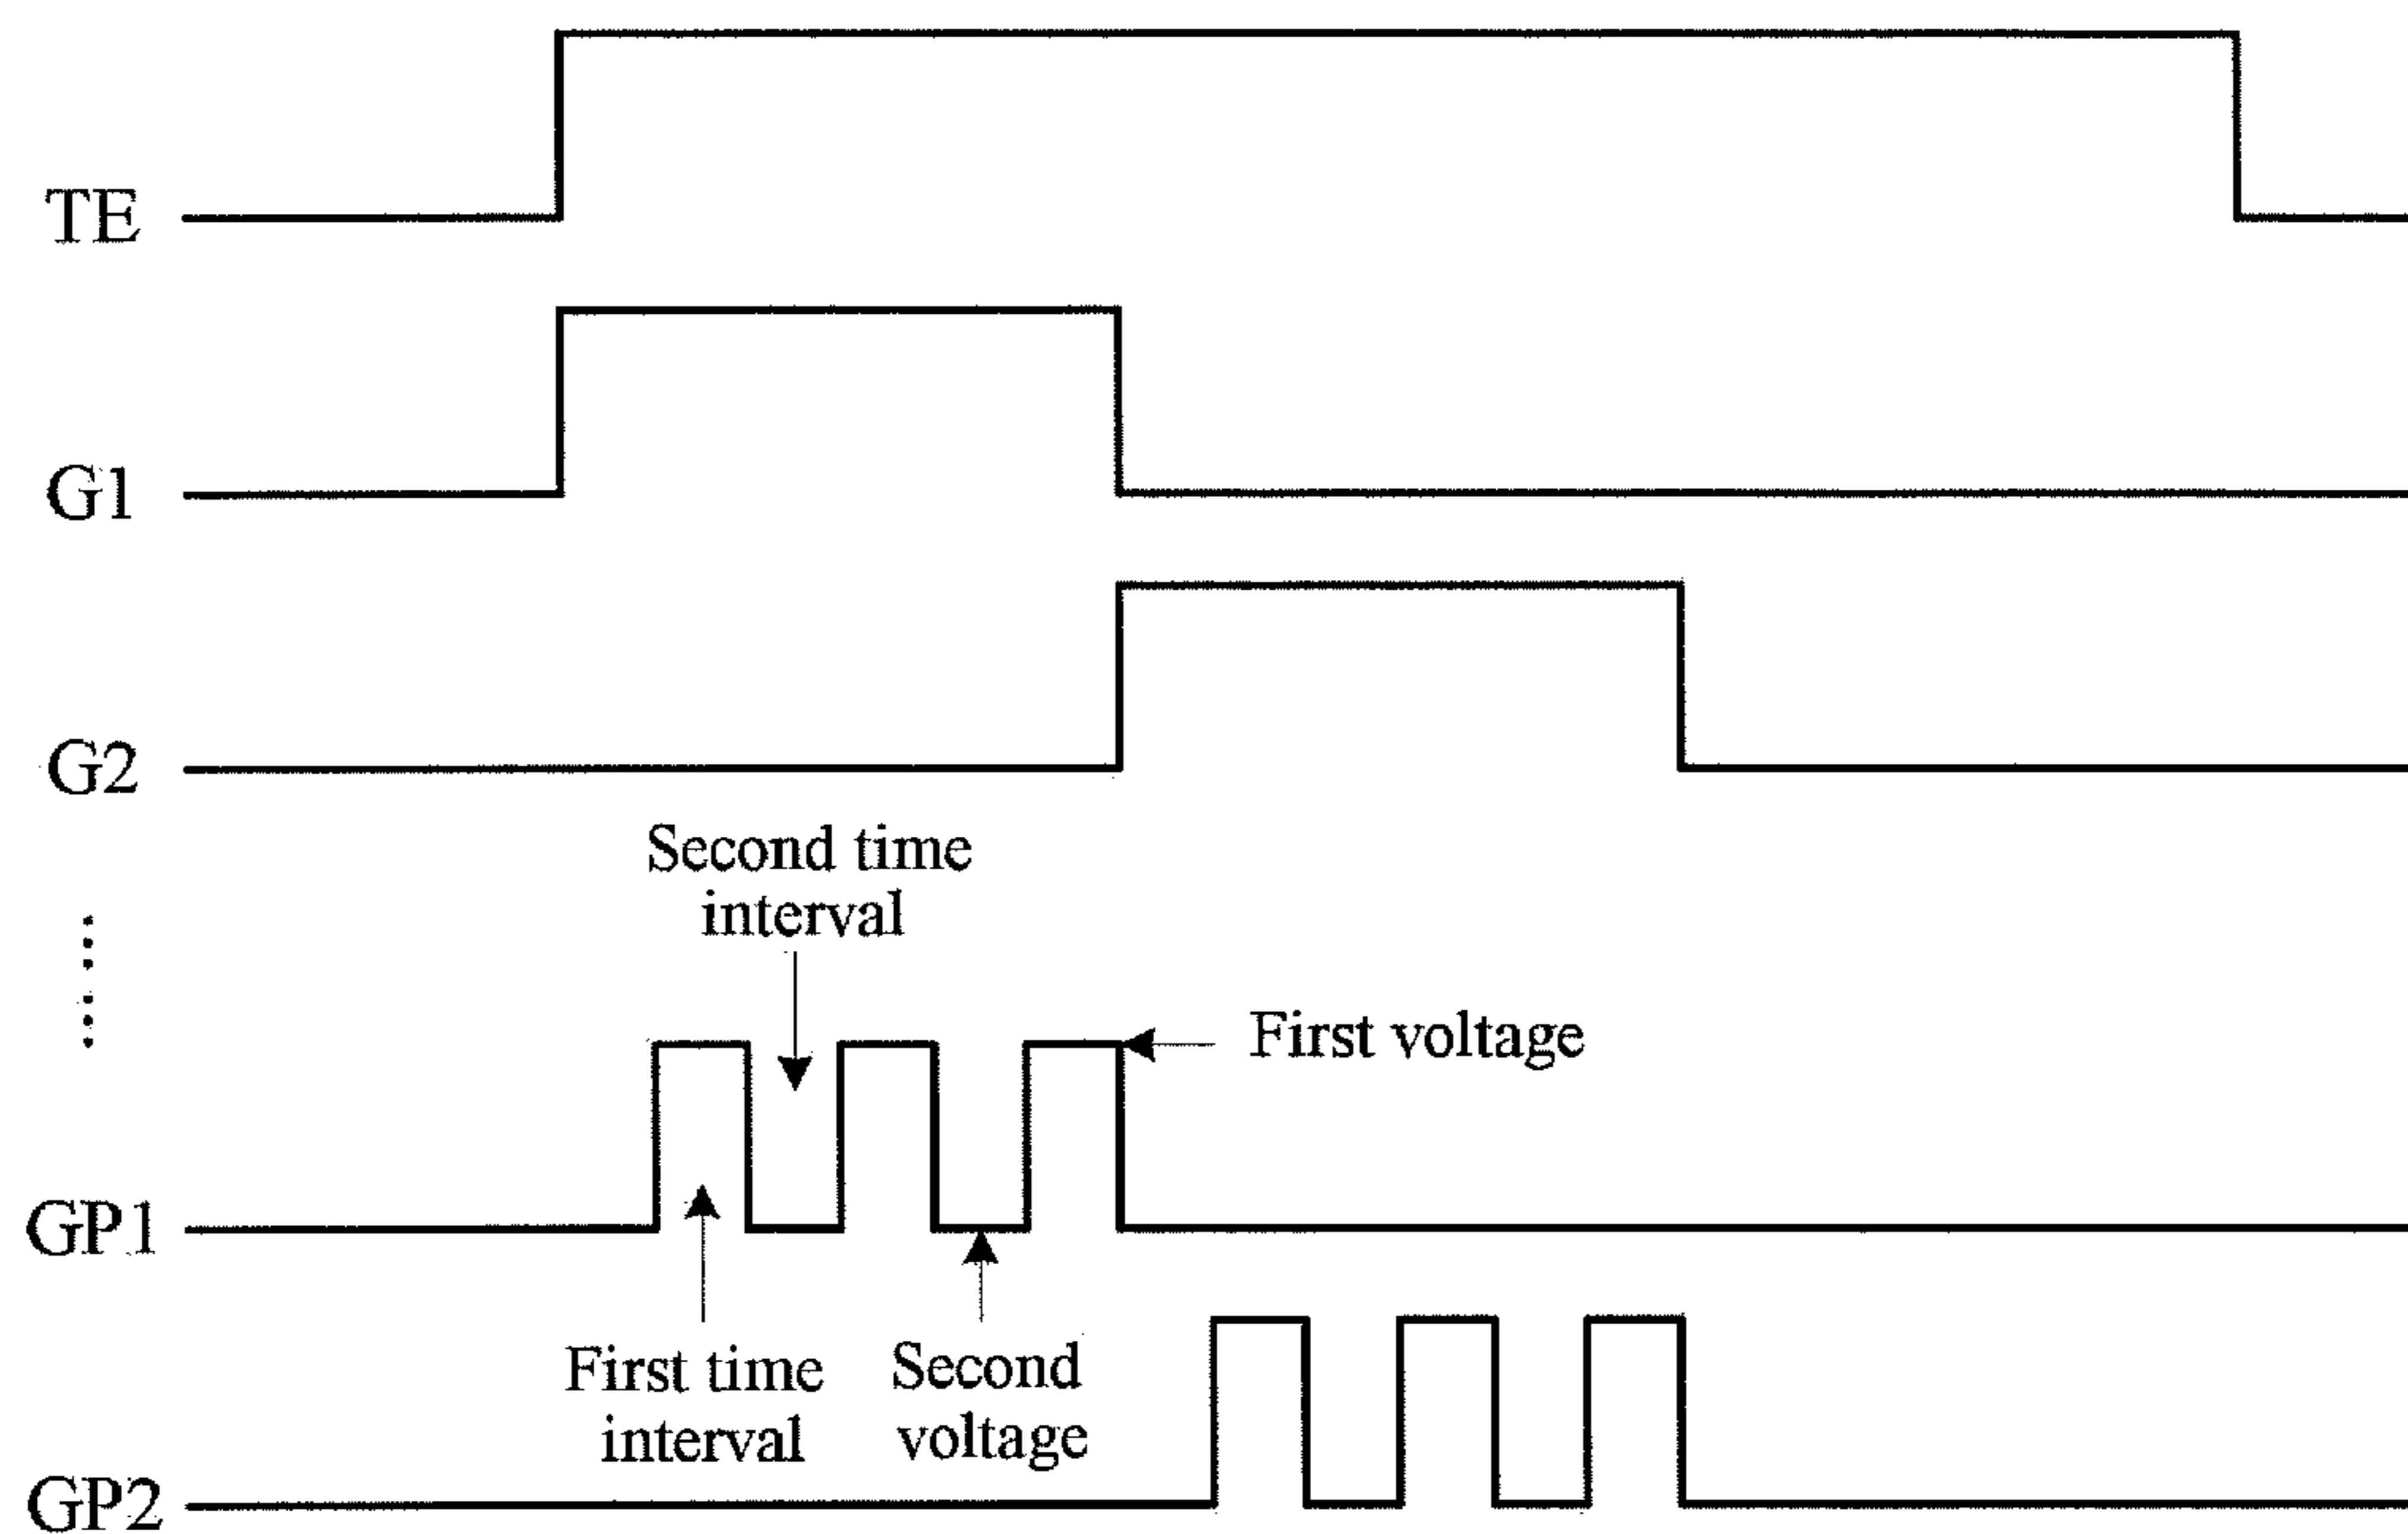 TE
G1
G2
Second time
interval
First voltage
GP1
First time
interval
Second
voltage
GP2